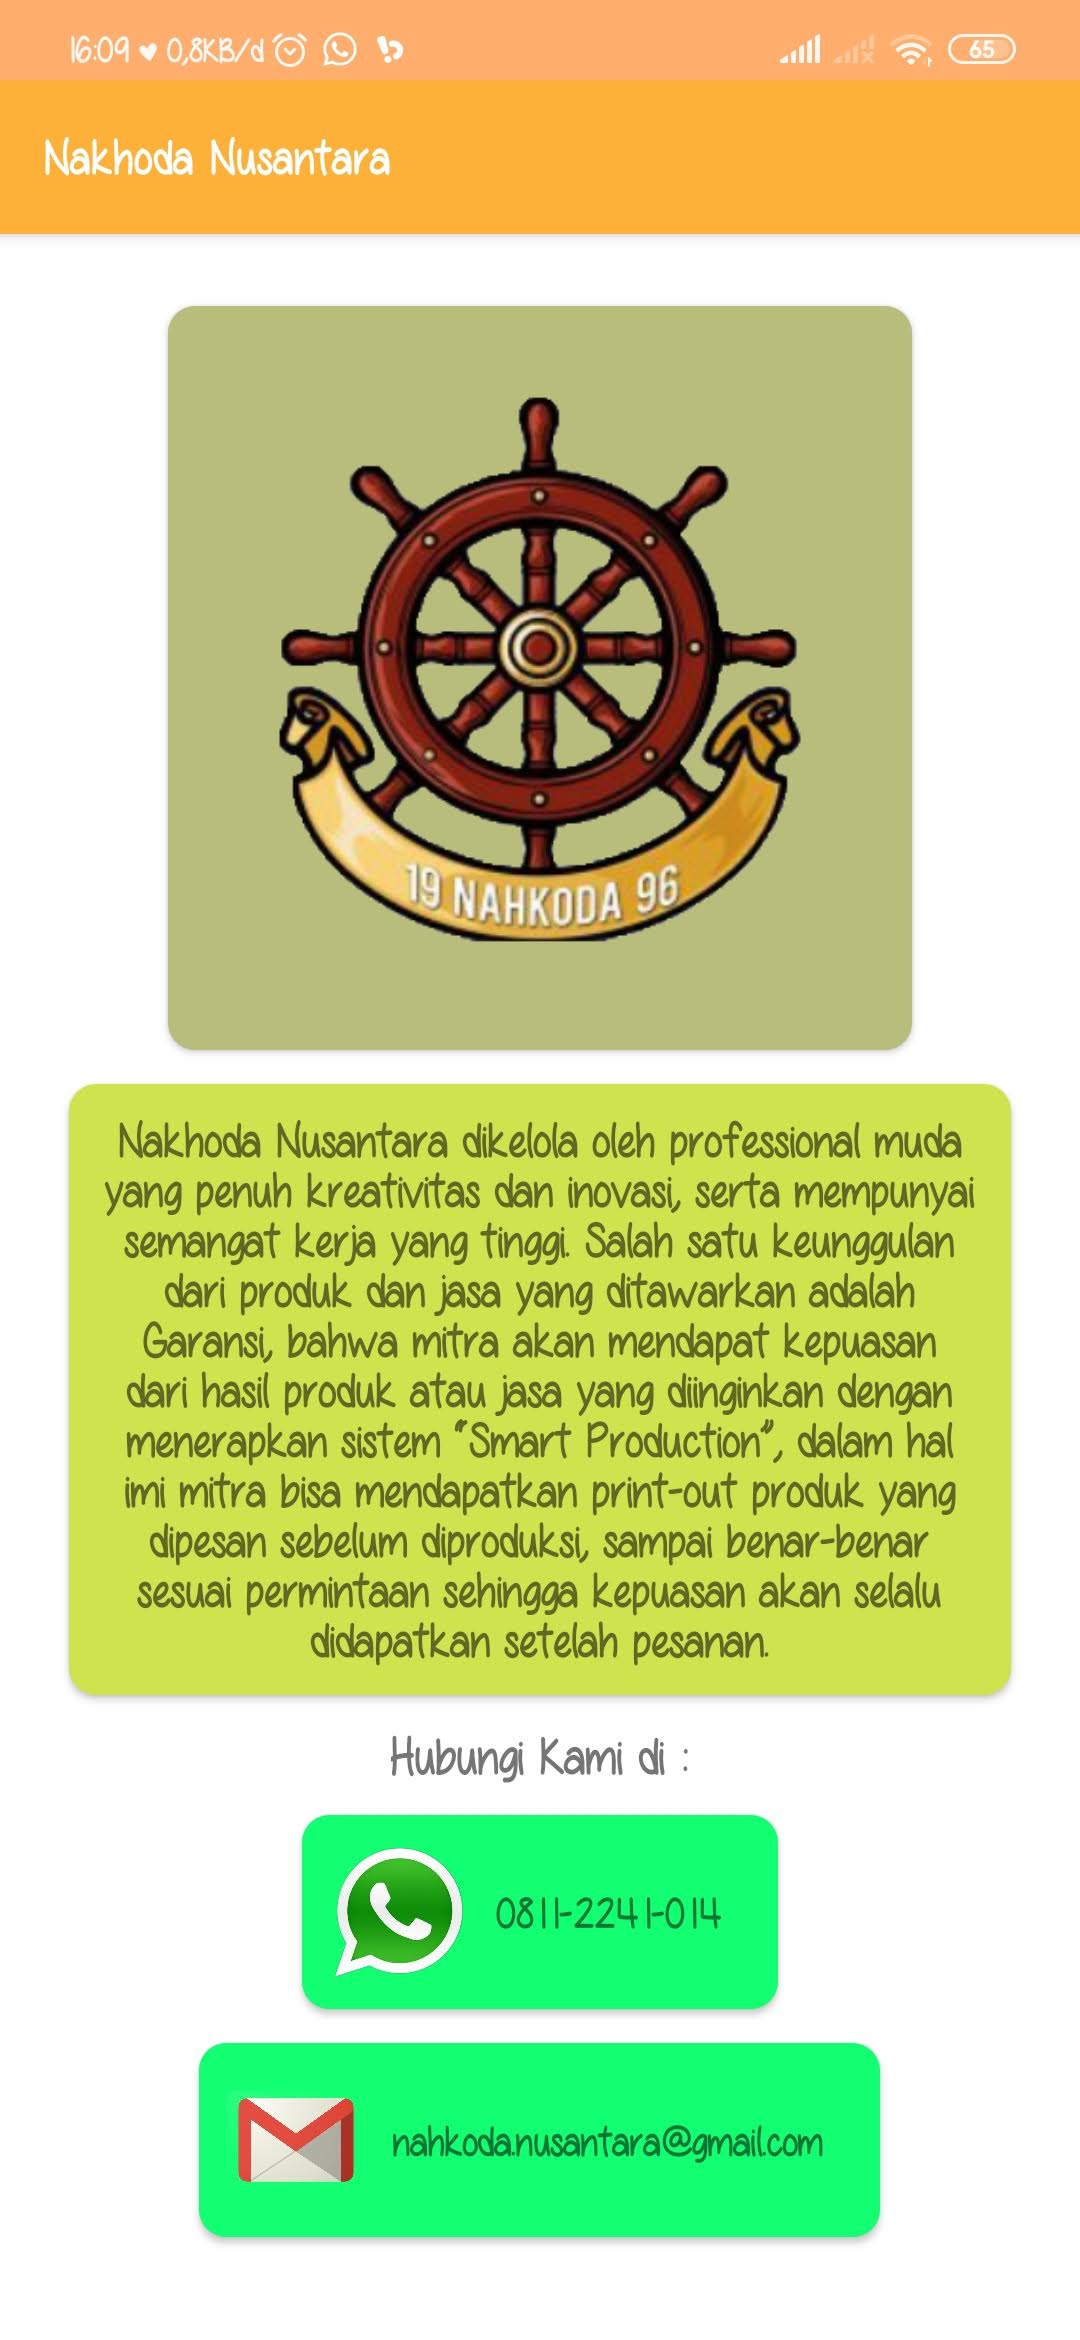 16:09 ♥ 0,8KB/d
65
Nakhoda Nusantara
19 NAHKODA 96
Nakhoda Nusantara dikelola oleh professional muda
yang penuh kreativitas dan inovasi, serta mempunyai
semangat kerja yang tinggi. Salah satu keunggulan
dari produk dan jasa yang ditawarkan adalah
Garansi, bahwa mitra akan mendapat kepuasan
dari hasil produk atau jasa yang diinginkan dengan
menerapkan sistem “Smart Production”, dalam hal
imi mitra bisa mendapatkan print-out produk yang
dipesan sebelum diproduksi, sampai benar-benar
sesuai permintaan sehingga kepuasan akan selalu
didapatkan setelah pesanan.
Hubungi Kami di :
0811-2241-014
nahkoda.nusantara@gmail.com